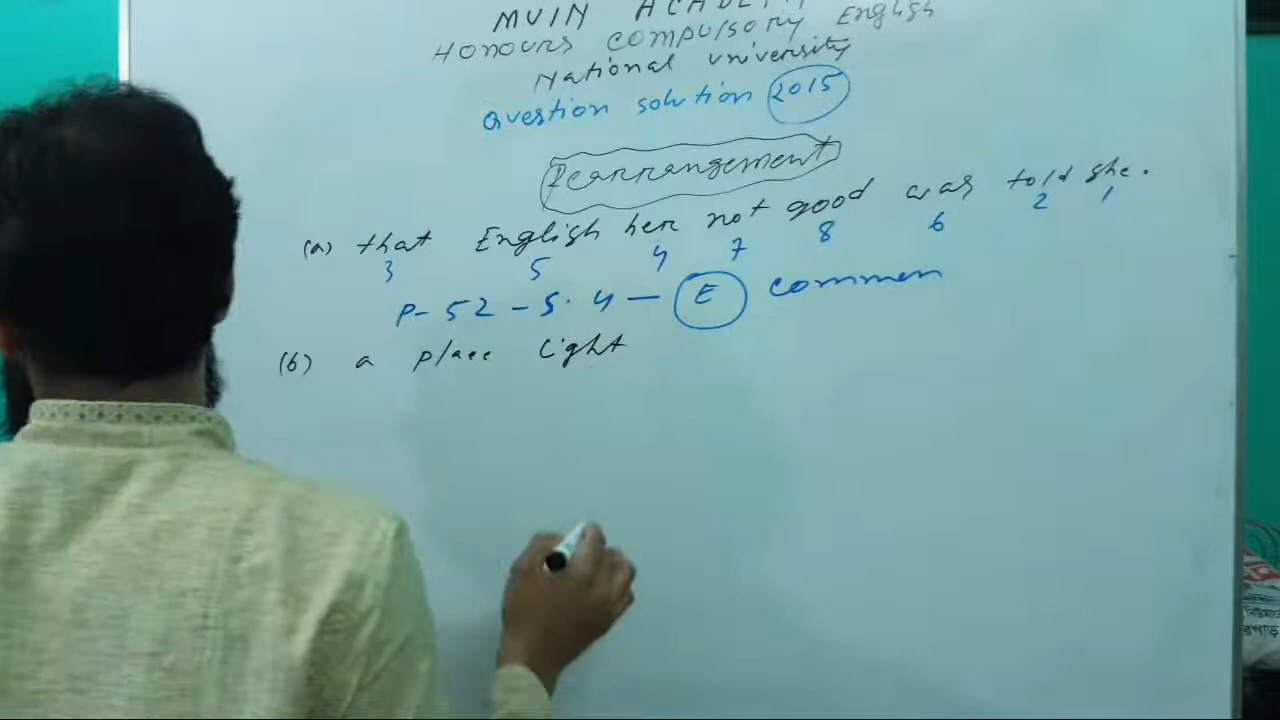 MUIN ACADEMY
HONOURS COMPULSORY English
National University
Question solution 2015
Rearrangement
(a) that English her not good was told she.
3 5 4 7 8 6 2 1
P- 52 - 5. 4 — E common
(b) a place light